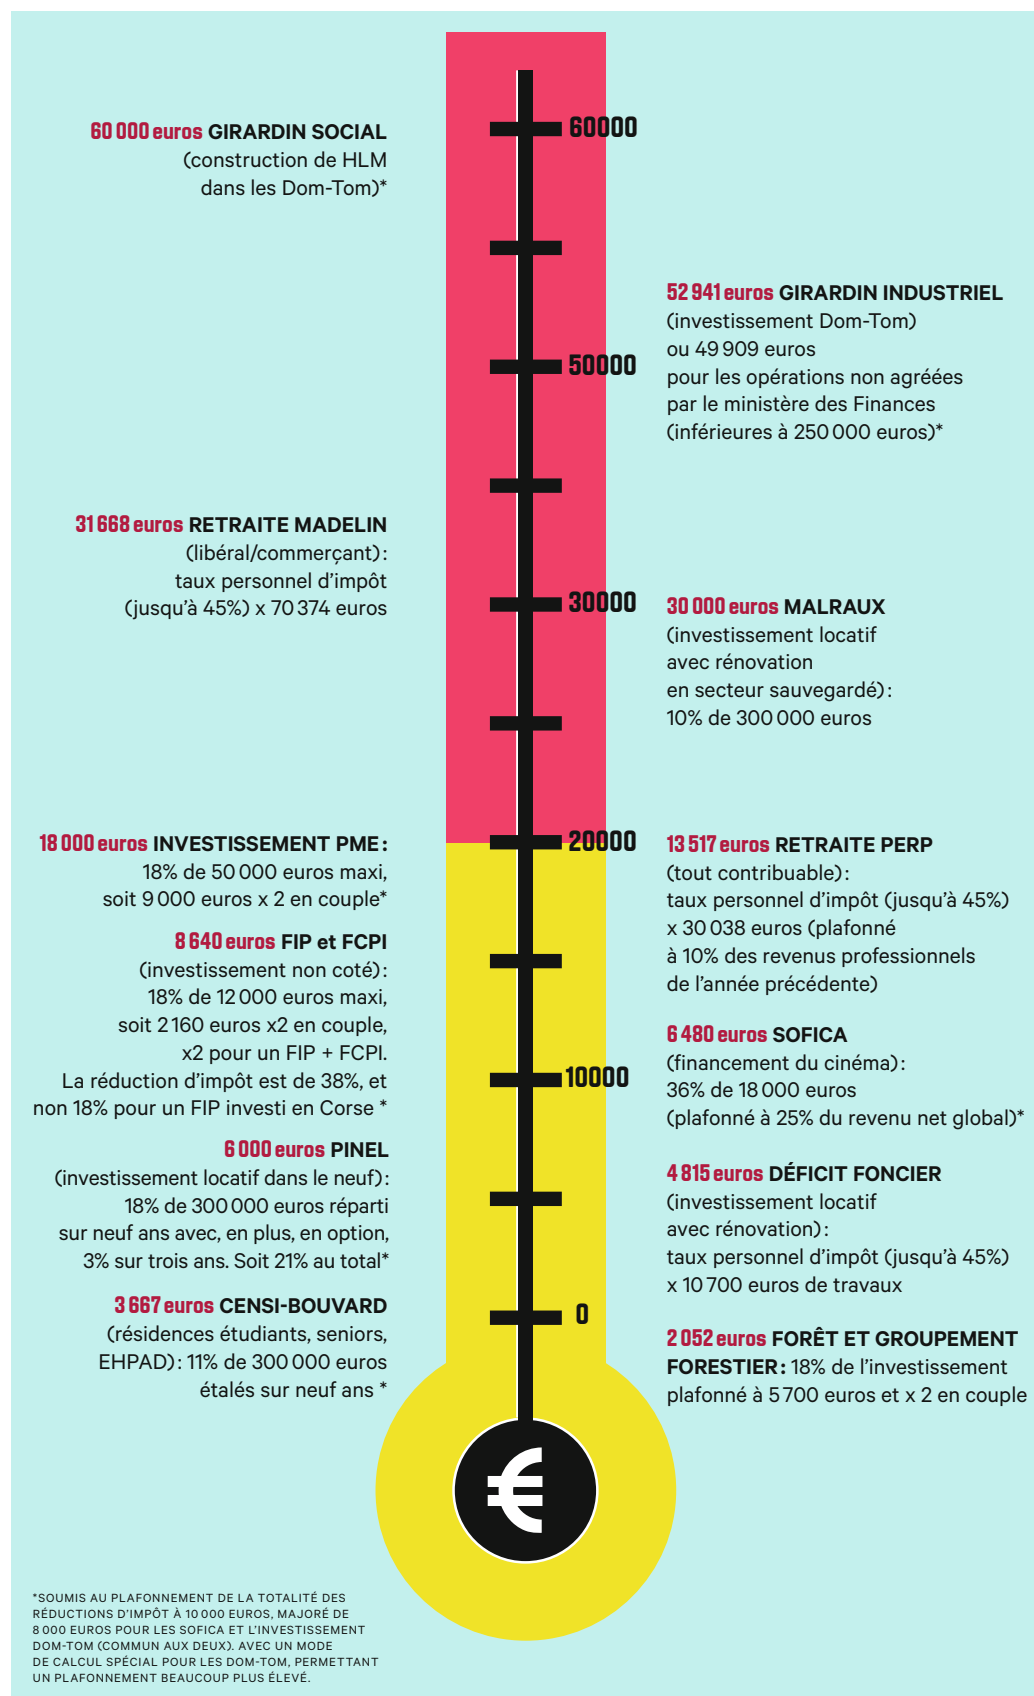 60 000 euros GIRARDIN SOCIAL
(construction de HLM
dans les Dom-Tom)*
31 668 euros RETRAITE MADELIN
(libéral/commerçant) :
taux personnel d’impôt
(jusqu’à 45%) x 70 374 euros
18 000 euros INVESTISSEMENT PME :
18% de 50 000 euros maxi,
soit 9 000 euros x 2 en couple*
8 640 euros FIP et FCPI
(investissement non coté) :
18% de 12 000 euros maxi,
soit 2 160 euros x2 en couple,
x2 pour un FIP + FCPI.
La réduction d’impôt est de 38%, et
non 18% pour un FIP investi en Corse *
6 000 euros PINEL
(investissement locatif dans le neuf) :
18% de 300 000 euros réparti
sur neuf ans avec, en plus, en option,
3% sur trois ans. Soit 21% au total*
3 667 euros CENSI-BOUVARD
(résidences étudiants, seniors,
EHPAD) : 11% de 300 000 euros
étalés sur neuf ans *
60000
50000
30000
20000
10000
0
€
52 941 euros GIRARDIN INDUSTRIEL
(investissement Dom-Tom)
ou 49 909 euros
pour les opérations non agréées
par le ministère des Finances
(inférieures à 250 000 euros)*
30 000 euros MALRAUX
(investissement locatif
avec rénovation
en secteur sauvegardé) :
10% de 300 000 euros
13 517 euros RETRAITE PERP
(tout contribuable) :
taux personnel d’impôt (jusqu’à 45%)
x 30 038 euros (plafonné
à 10% des revenus professionnels
de l’année précédente)
6 480 euros SOFICA
(financement du cinéma) :
36% de 18 000 euros
(plafonné à 25% du revenu net global)*
4 815 euros DÉFICIT FONCIER
(investissement locatif
avec rénovation) :
taux personnel d’impôt (jusqu’à 45%)
x 10 700 euros de travaux
2 052 euros FORÊT ET GROUPEMENT
FORESTIER : 18% de l’investissement
plafonné à 5 700 euros et x 2 en couple
*SOUMIS AU PLAFONNEMENT DE LA TOTALITÉ DES
RÉDUCTIONS D’IMPÔT À 10 000 EUROS, MAJORÉ DE
8 000 EUROS POUR LES SOFICA ET L’INVESTISSEMENT
DOM-TOM (COMMUN AUX DEUX). AVEC UN MODE
DE CALCUL SPÉCIAL POUR LES DOM-TOM, PERMETTANT
UN PLAFONNEMENT BEAUCOUP PLUS ÉLEVÉ.